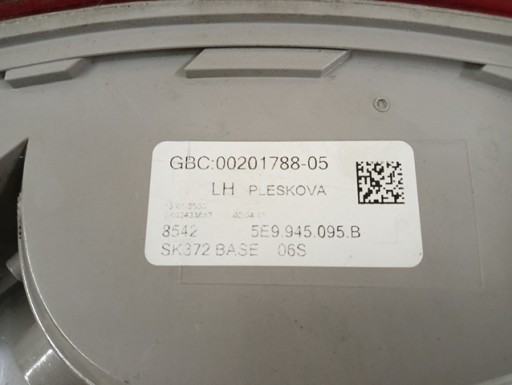 GBC:00201788-05
LH PLESKOVA
8542 5E9.945.095.B
SK372 BASE 06S